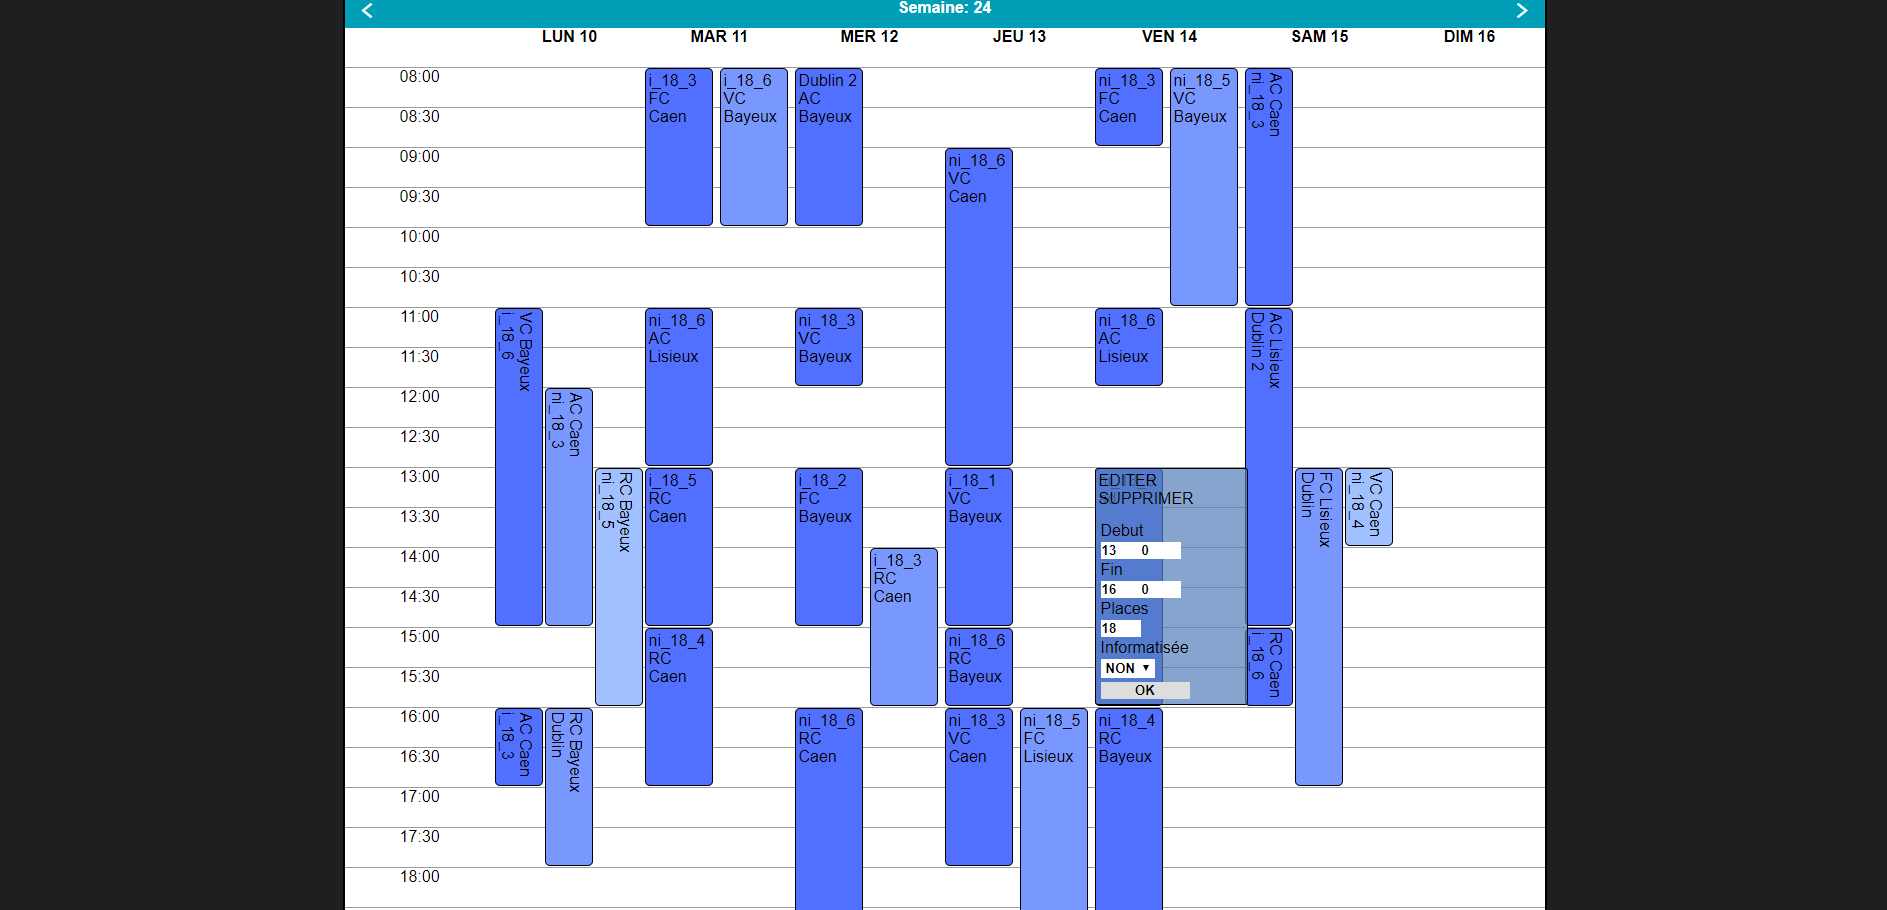 Semaine: 24
LUN 10
MAR 11
MER 12
JEU 13
VEN 14
SAM 15
DIM 16
08:00
08:30
09:00
09:30
10:00
10:30
11:00
11:30
12:00
12:30
13:00
13:30
14:00
14:30
15:00
15:30
16:00
16:30
17:00
17:30
18:00
VC Bayeux
i_18_6
AC Caen
ni_18_3
RC Bayeux
ni_18_5
AC Caen
i_18_3
RC Bayeux
Dublin
i_18_3
FC
Caen
i_18_6
VC
Bayeux
ni_18_6
AC
Lisieux
i_18_5
RC
Caen
ni_18_4
RC
Caen
Dublin 2
AC
Bayeux
ni_18_3
VC
Bayeux
i_18_2
FC
Bayeux
i_18_3
RC
Caen
ni_18_6
RC
Caen
ni_18_6
VC
Caen
i_18_1
VC
Bayeux
ni_18_6
RC
Bayeux
ni_18_3
VC
Caen
ni_18_5
FC
Lisieux
ni_18_3
FC
Caen
ni_18_5
VC
Bayeux
ni_18_6
AC
Lisieux
EDITER
SUPPRIMER
Debut
13 0
Fin
16 0
Places
18
Informatisée
NON
OK
ni_18_4
RC
Bayeux
AC Caen
ni_18_3
AC Lisieux
Dublin 2
RC Caen
i_18_6
FC Lisieux
Dublin
VC Caen
ni_18_4